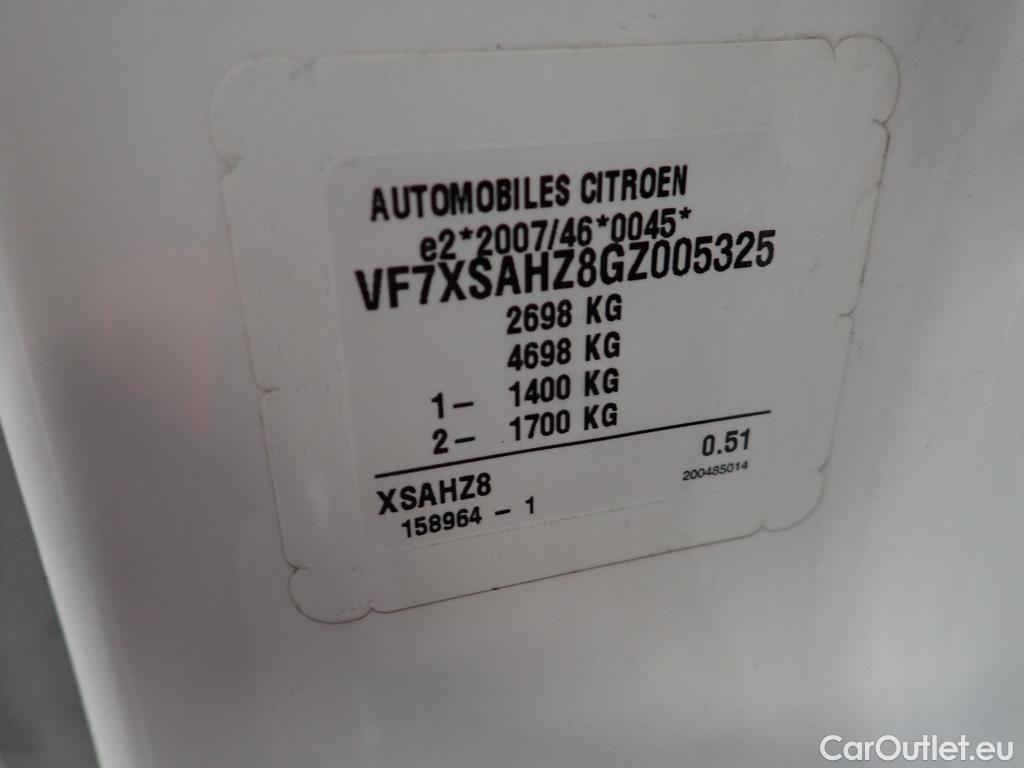 AUTOMOBILES CITROEN
e2*2007/46*0045*
VF7XSAHZ8GZ005325
2698 KG
4698 KG
1- 1400 KG
2- 1700 KG
XSAHZ8 0.51
158964 - 1 200485014
CarOutlet.eu